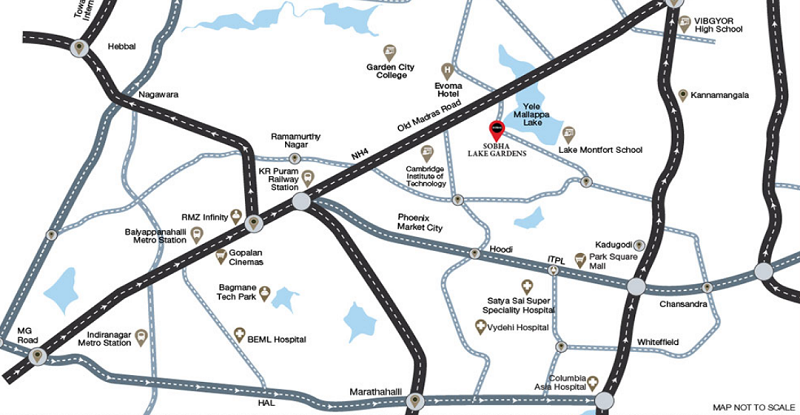 Towa
Intern
VIBGYOR
High School
Hebbal
Garden City
College
Evoma
Hotel
Nagawara
Kannamangala
Old Madras Road
Yele
Mallappa
Lake
Ramamurthy
Nagar
SOBHA
LAKE GARDENS
Lake Montfort School
NH4
KR Puram
Railway
Station
Cambridge
Institute of
Technology
RMZ Infinity
Phoenix
Market City
Baiyappanahalli
Metro Station
Gopalan
Cinemas
Hoodi
Kadugodi
ITPL
Park Square
Mall
Bagmane
Tech Park
Satya Sai Super
Speciality Hospital
Chansandra
MG
Road
Indiranagar
Metro Station
BEML Hospital
Vydehi Hospital
Whiteffield
Columbia
Asia Hospital
Marathahalli
HAL
MAP NOT TO SCALE